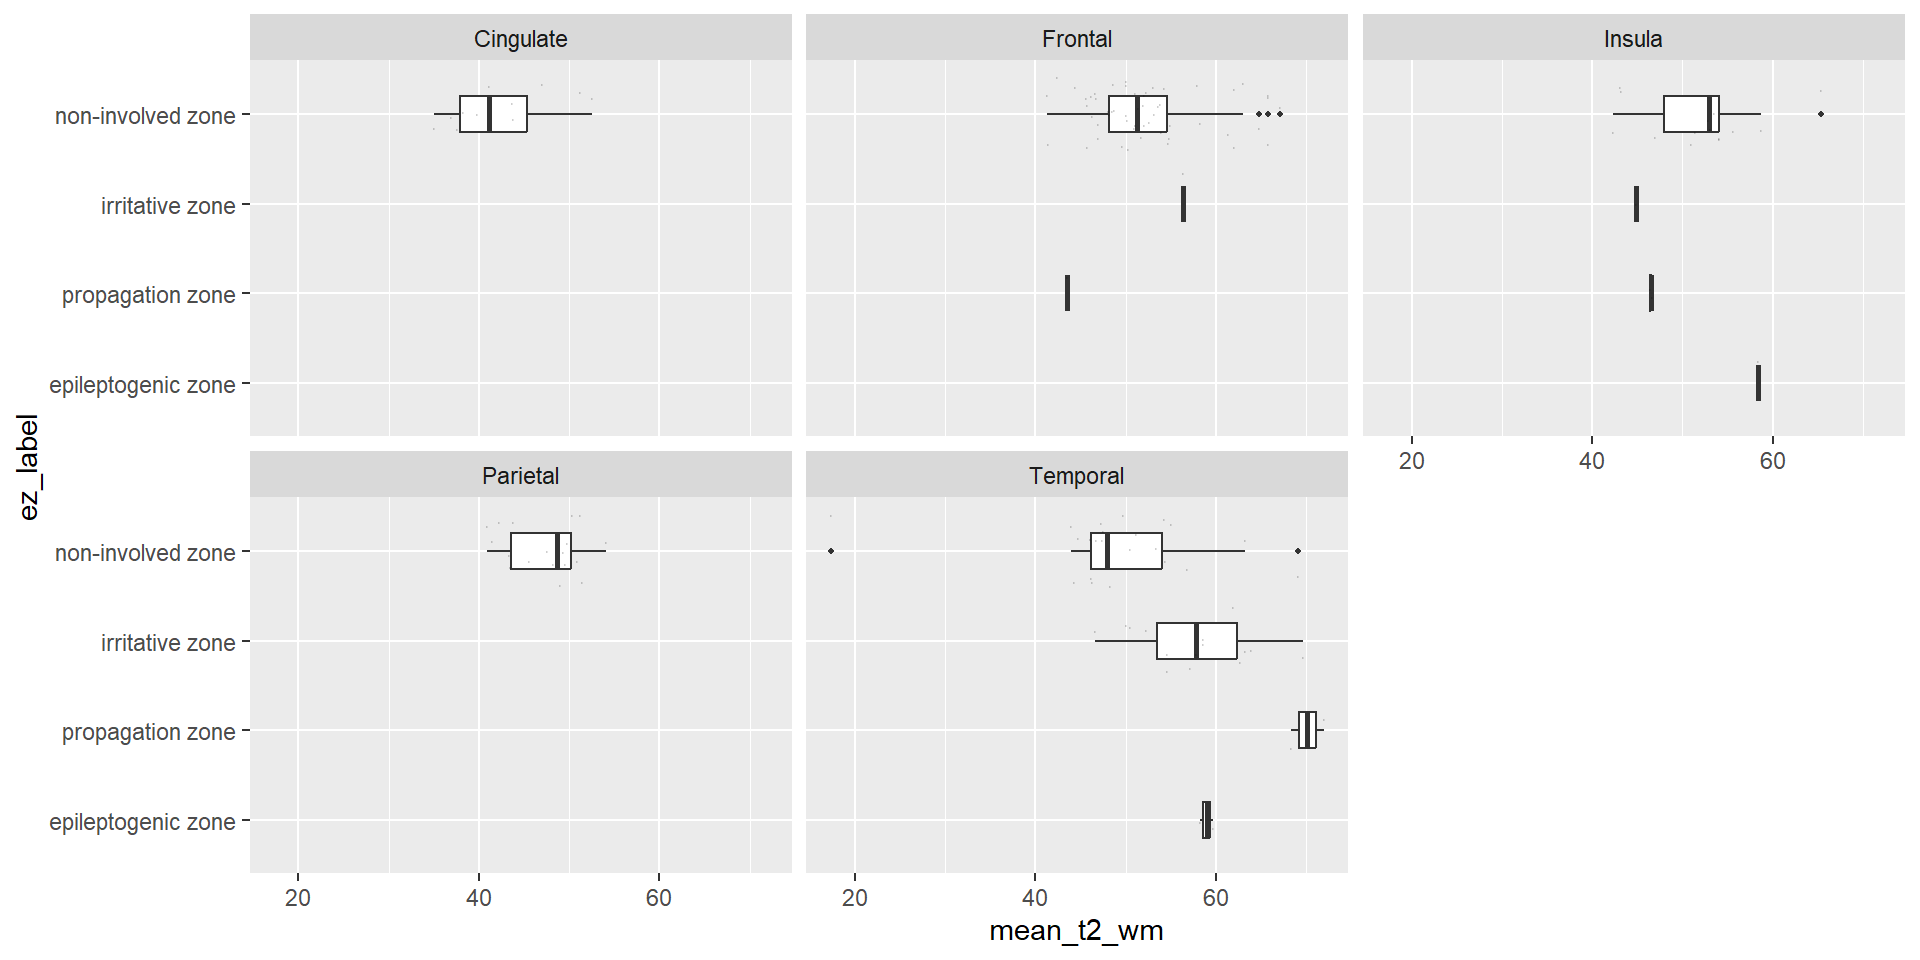 Cingulate
Frontal
Insula
non-involved zone
irritative zone
propagation zone
epileptogenic zone
20 40 60
Parietal
Temporal
non-involved zone
irritative zone
propagation zone
epileptogenic zone
20 40 60
20 40 60
mean_t2_wm
ez_label